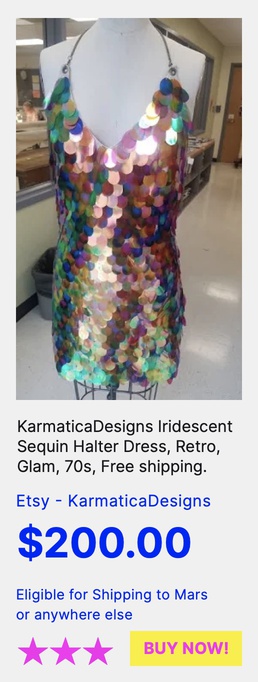 KarmaticaDesigns Iridescent
Sequin Halter Dress, Retro,
Glam, 70s, Free shipping.
Etsy - KarmaticaDesigns
$200.00
Eligible for Shipping to Mars
or anywhere else
BUY NOW!